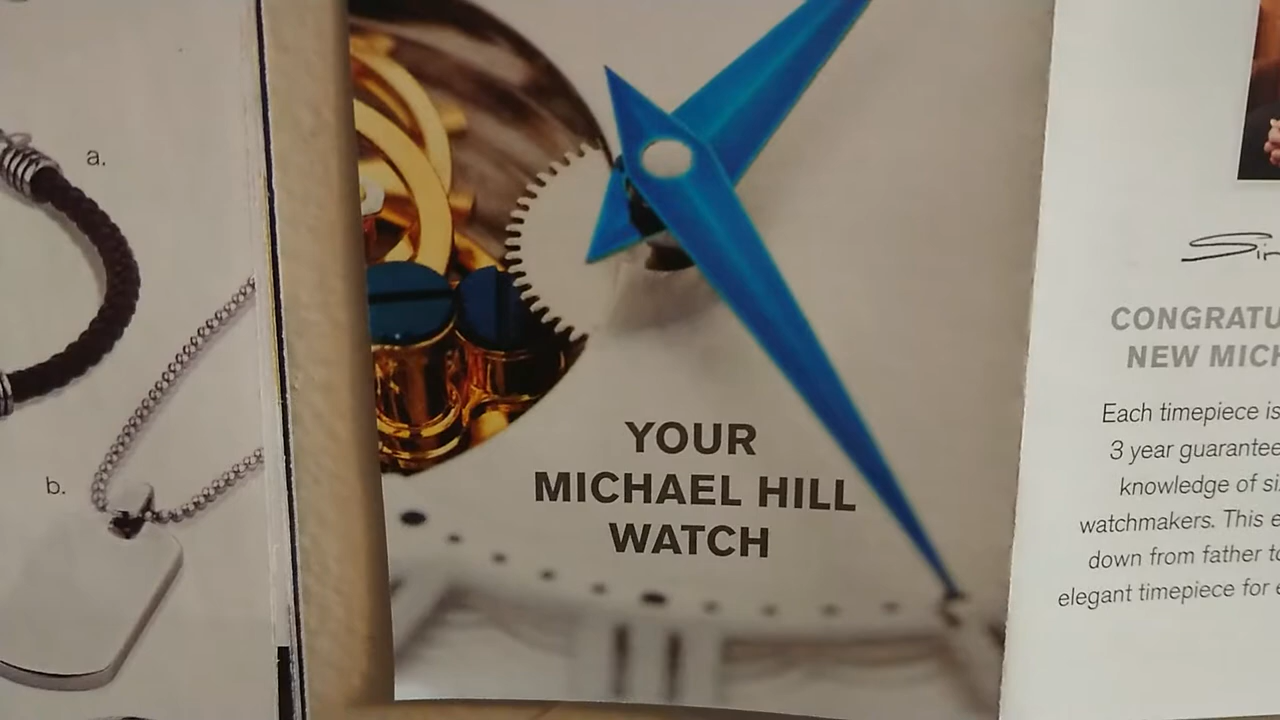 a.
b.
YOUR
MICHAEL HILL
WATCH
CONGRATU
NEW MICH
Each timepiece is
3 year guarantee
knowledge of si
watchmakers. This e
down from father to
elegant timepiece for e